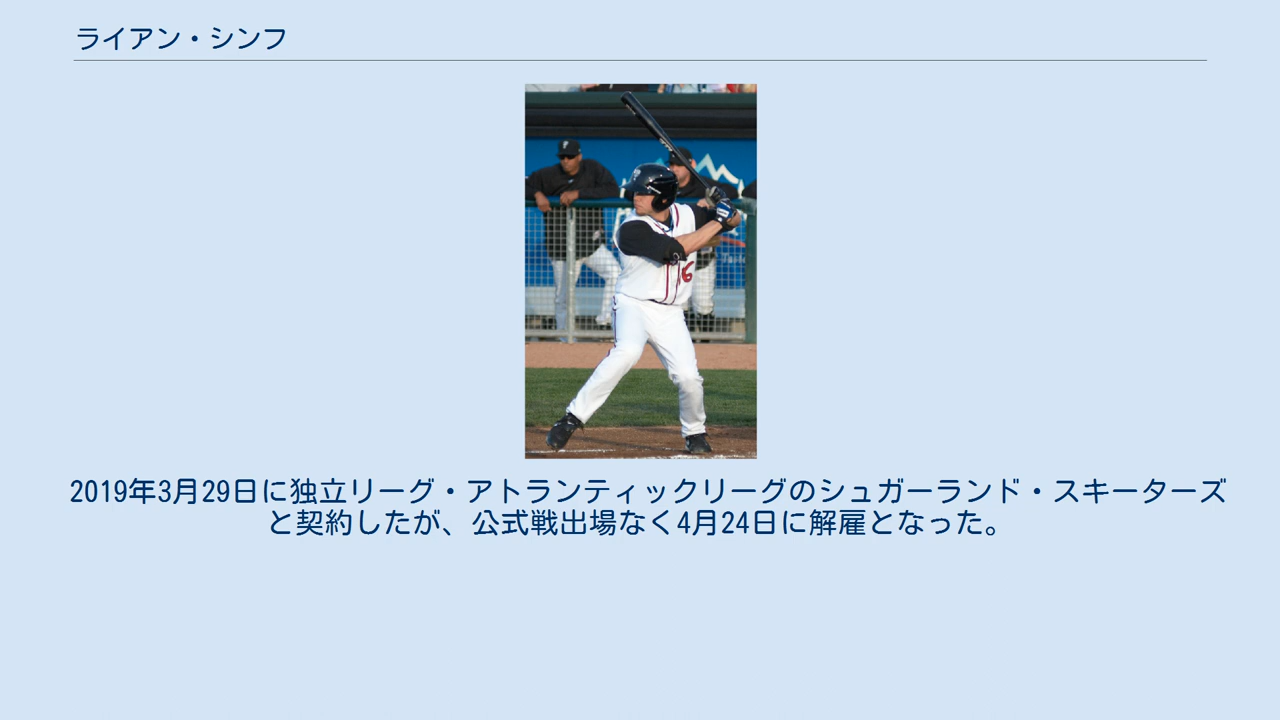 ライアン・シンフ
2019年3月29日に独立リーグ・アトランティックリーグのシュガーランド・スキーターズ
と契約したが、公式戦出場なく4月24日に解雇となった。
16